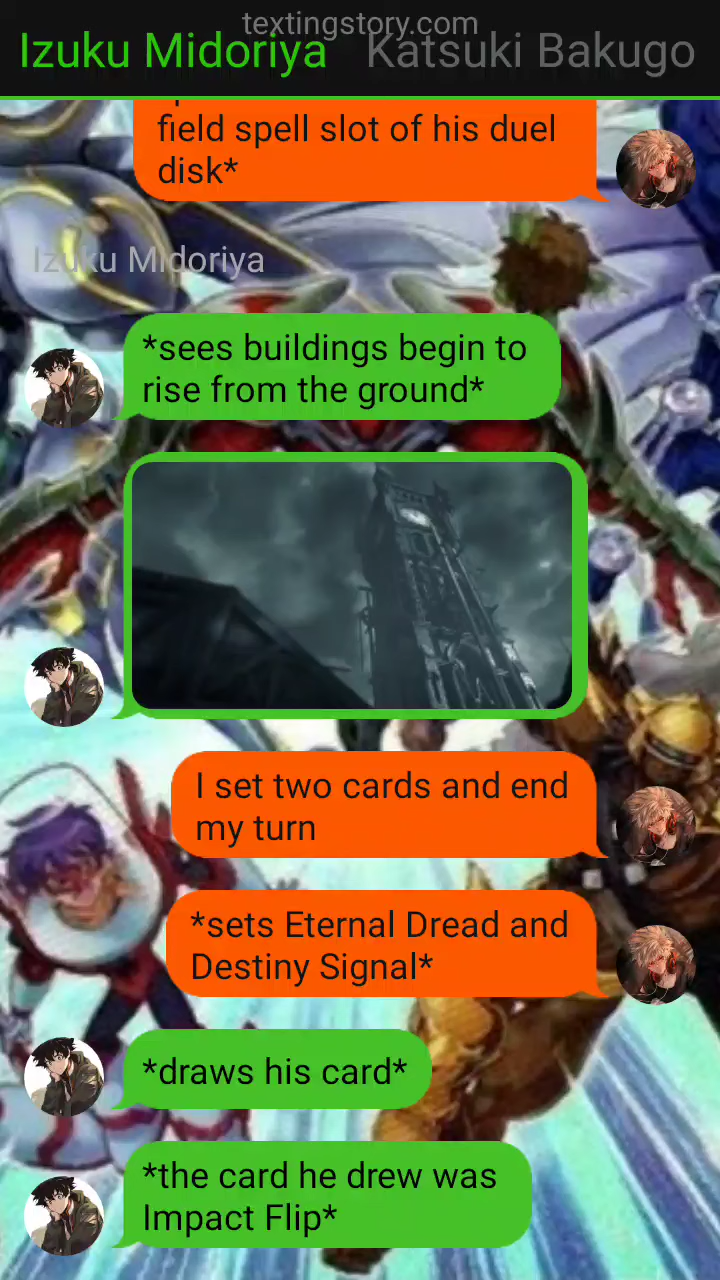 textingstory.com
Izuku Midoriya Katsuki Bakugo
field spell slot of his duel
disk*
Izuku Midoriya
*sees buildings begin to
rise from the ground*
I set two cards and end
my turn
*sets Eternal Dread and
Destiny Signal*
*draws his card*
*the card he drew was
Impact Flip*